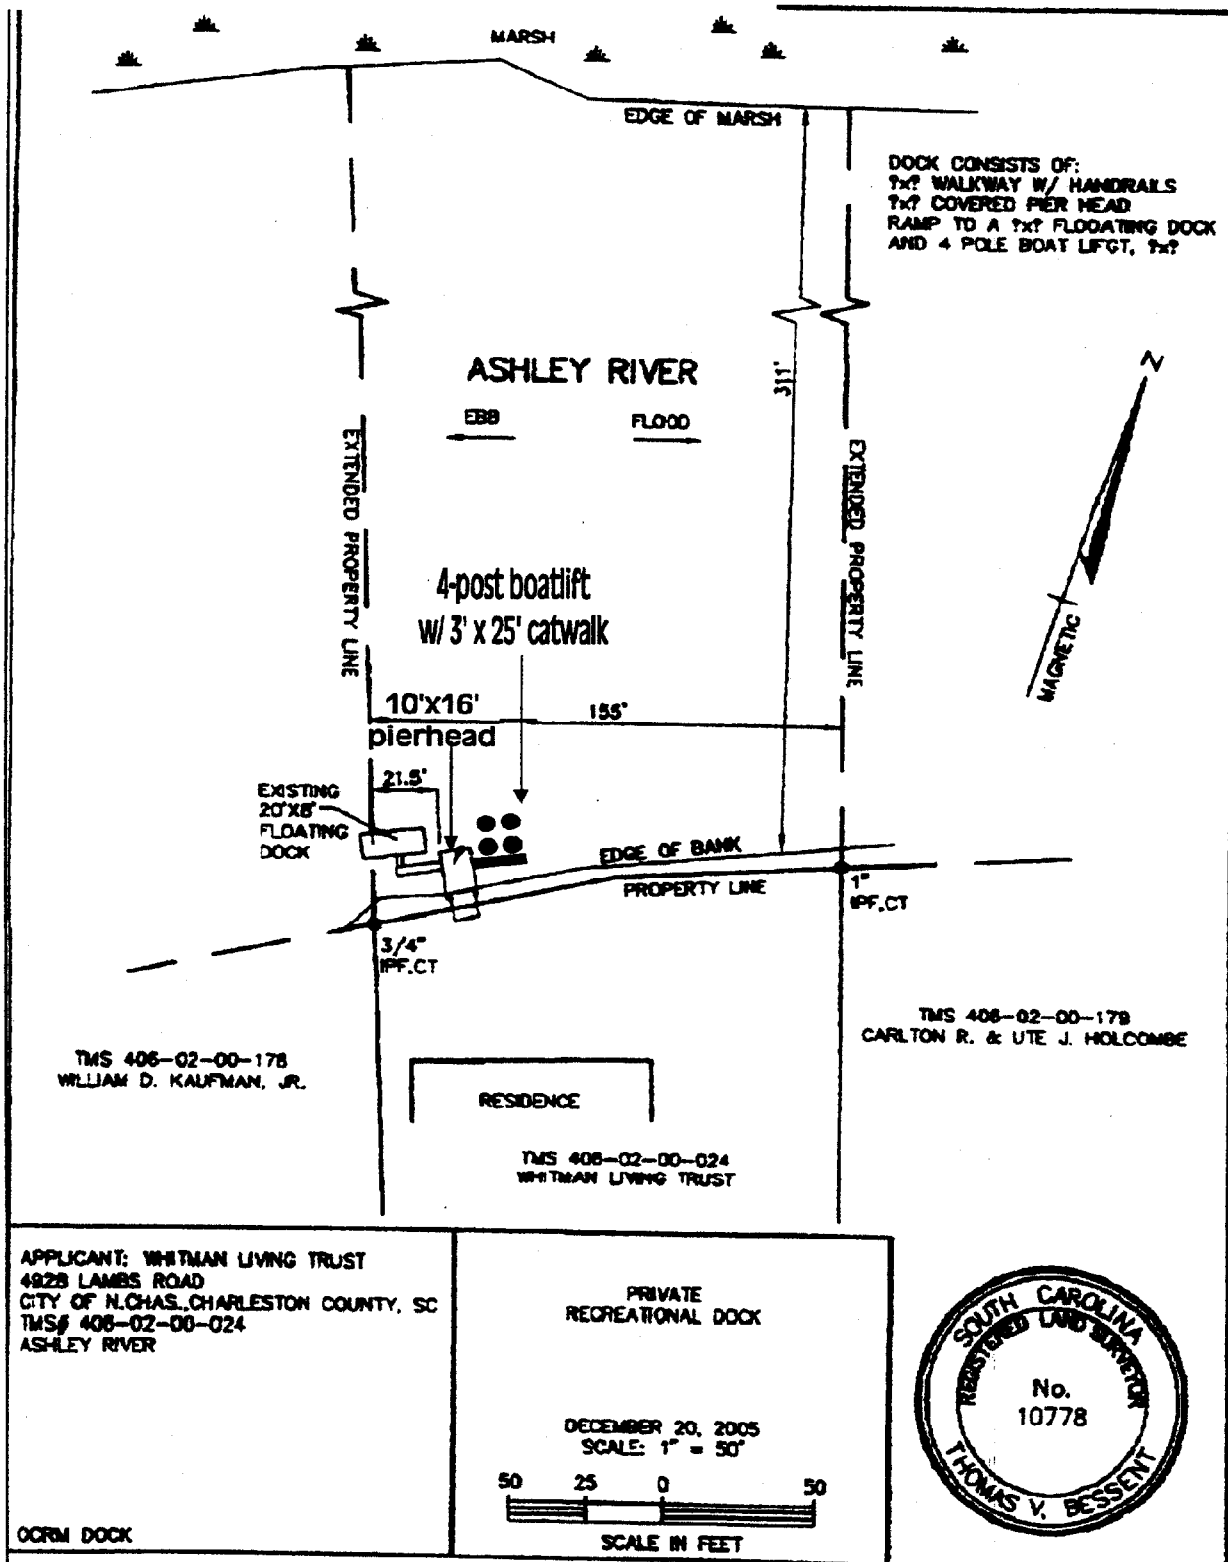 MARSH
EDGE OF MARSH
DOCK CONSISTS OF:
?x? WALKWAY W/ HANDRAILS
?x? COVERED PIER HEAD
RAMP TO A ?x? FLOOATING DOCK
AND 4 POLE BOAT LIFGT, ?x?
ASHLEY RIVER
EBB
FLOOD
311'
N
MAGNETIC
EXTENDED PROPERTY LINE
EXTENDED PROPERTY LINE
4-post boatlift
w/ 3' x 25' catwalk
10'x16'
pierhead
155'
21.5'
EXISTING
20'X8'
FLOATING
DOCK
EDGE OF BANK
PROPERTY LINE
1"
IPF.CT
3/4"
IPF.CT
TMS 406-02-00-178
WILLIAM D. KAUFMAN, JR.
TMS 406-02-00-179
CARLTON R. & UTE J. HOLCOMBE
RESIDENCE
TMS 406-02-00-024
WHITMAN LIVING TRUST
APPLICANT: WHITMAN LIVING TRUST
4928 LAMBS ROAD
CITY OF N.CHAS.,CHARLESTON COUNTY, SC
TMS# 406-02-00-024
ASHLEY RIVER
OCRM DOCK
PRIVATE
RECREATIONAL DOCK
DECEMBER 20, 2005
SCALE: 1" = 50'
50 25 0 50
SCALE IN FEET
SOUTH CAROLINA
REGISTERED LAND SURVEYOR
No.
10778
THOMAS V. BESSENT